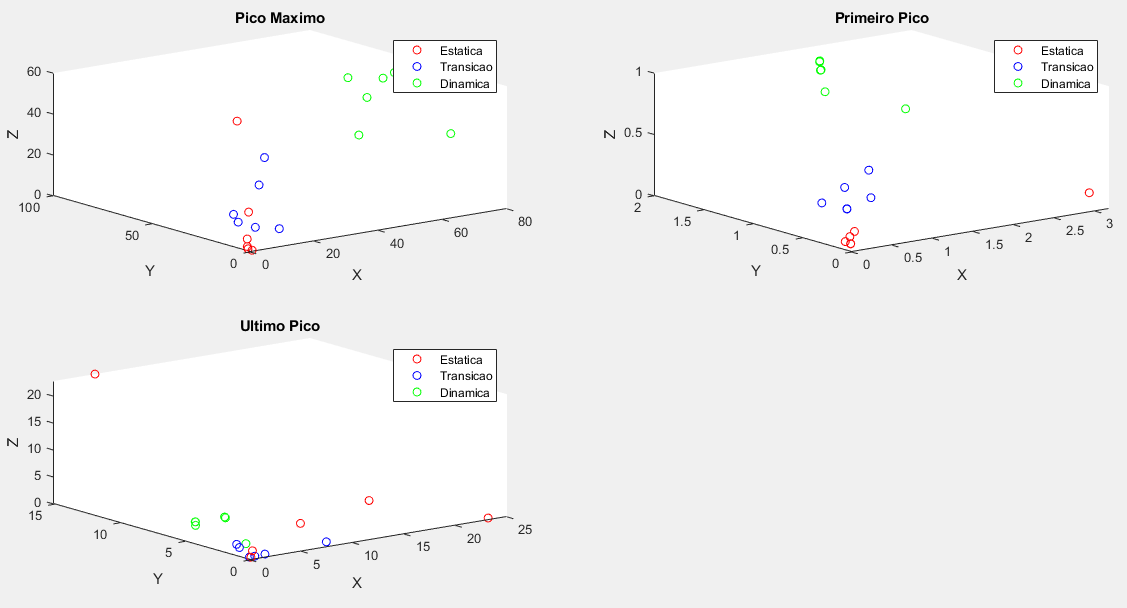 Pico Maximo
Estatica
Transicao
Dinamica
60
40
20
0
Z
100
50
0
Y
0
20
40
60
80
X
Primeiro Pico
Estatica
Transicao
Dinamica
1
0.5
0
Z
2
1.5
1
0.5
0
Y
0
0.5
1
1.5
2
2.5
3
X
Ultimo Pico
Estatica
Transicao
Dinamica
20
15
10
5
0
Z
15
10
5
0
Y
0
5
10
15
20
25
X